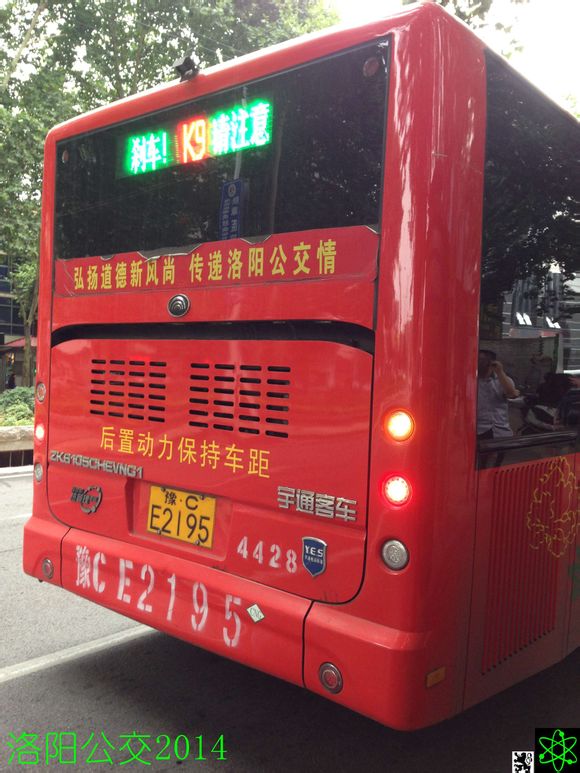 刹车! K9 请注意
弘扬道德新风尚 传递洛阳公交情
后置动力保持车距
ZK6105CHEVNG1
宇通客车
豫·C
E2195
4428
YES
豫CE2195
洛阳公交2014